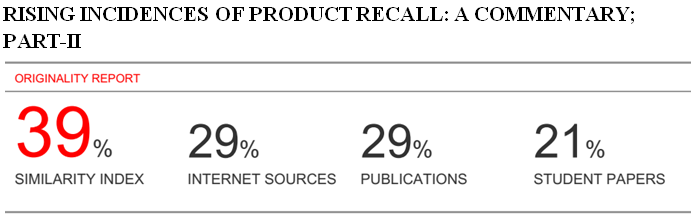 RISING INCIDENCES OF PRODUCT RECALL: A COMMENTARY;
PART-II
ORIGINALITY REPORT
39% 29% 29% 21%
SIMILARITY INDEX INTERNET SOURCES PUBLICATIONS STUDENT PAPERS